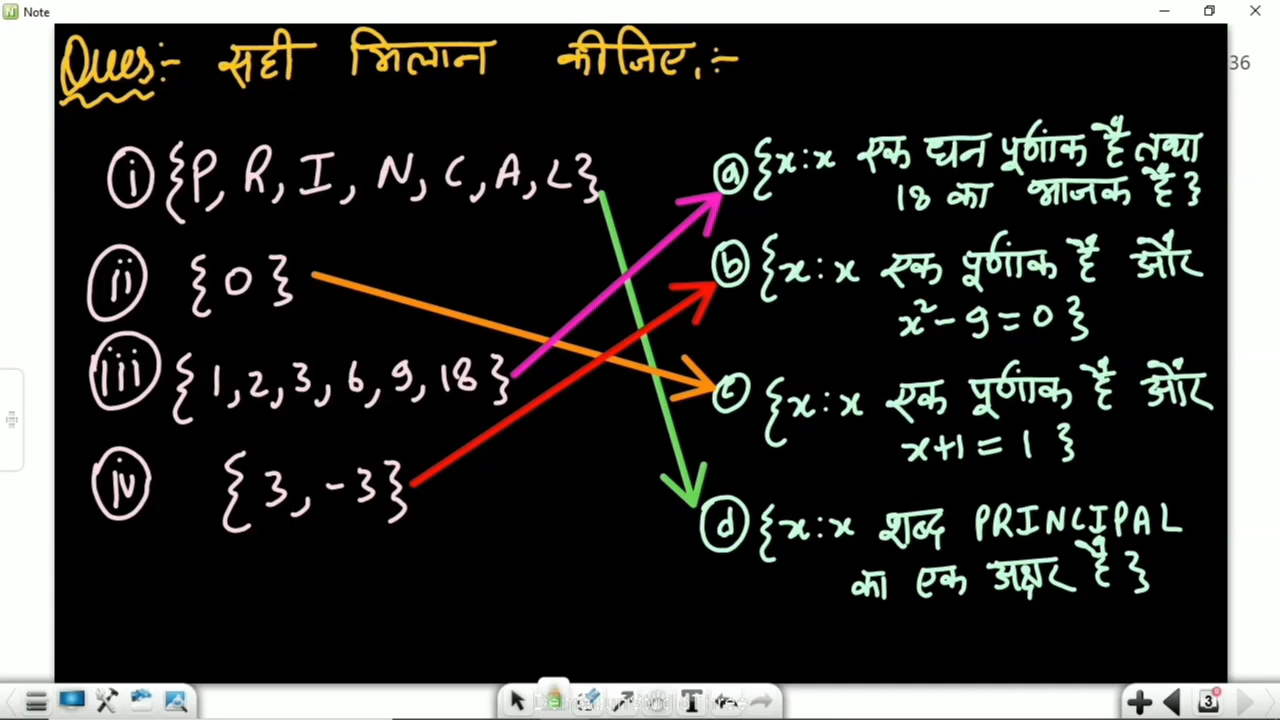 Note
Ques:- सही मिलान कीजिए :-
36
(i) {P, R, I, N, C, A, L}
(ii) {0}
(iii) {1, 2, 3, 6, 9, 18}
(iv) {3, -3}
(a) {x:x एक धन पूर्णांक है तथा
18 का भाजक है}
(b) {x:x एक पूर्णांक है और
x²-9=0}
(c) {x:x एक पूर्णांक है और
x+1=1}
(d) {x:x शब्द PRINCIPAL
का एक अक्षर है}
3